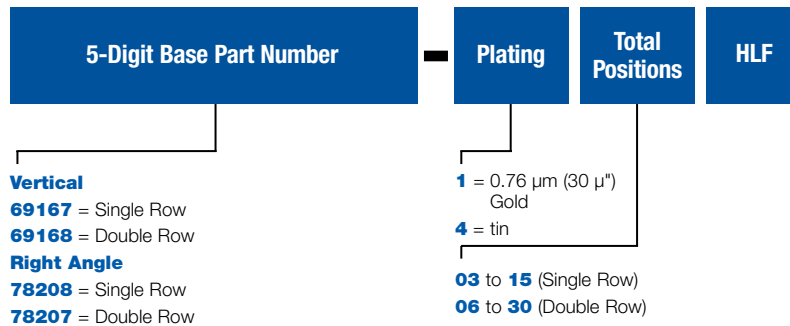 5-Digit Base Part Number
Plating
Total
Positions
HLF
Vertical
69167 = Single Row
69168 = Double Row
Right Angle
78208 = Single Row
78207 = Double Row
1 = 0.76 µm (30 µ")
Gold
4 = tin
03 to 15 (Single Row)
06 to 30 (Double Row)